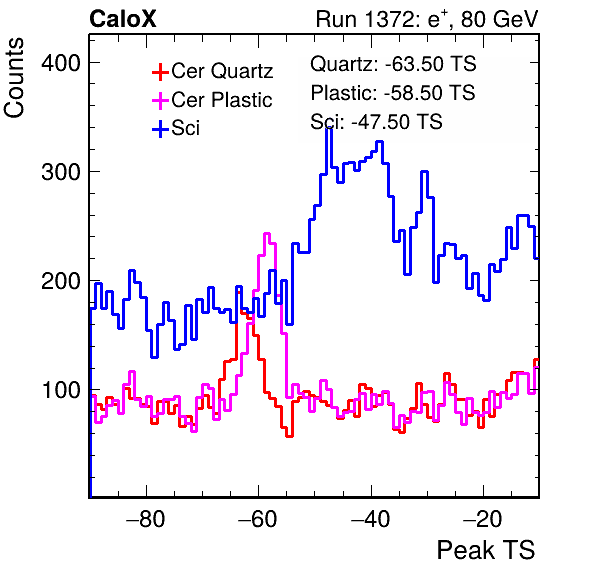 CaloX Run 1372: e⁺, 80 GeV
Counts
400
300
200
100
Cer Quartz
Cer Plastic
Sci
Quartz: -63.50 TS
Plastic: -58.50 TS
Sci: -47.50 TS
−80 −60 −40 −20
Peak TS